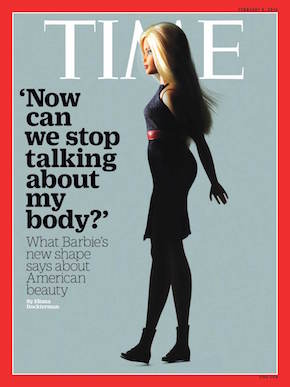 TIME
‘Now
can
we stop
talking
about
my
body?’
What Barbie's
new shape
says about
American
beauty
By Eliana
Dockterman